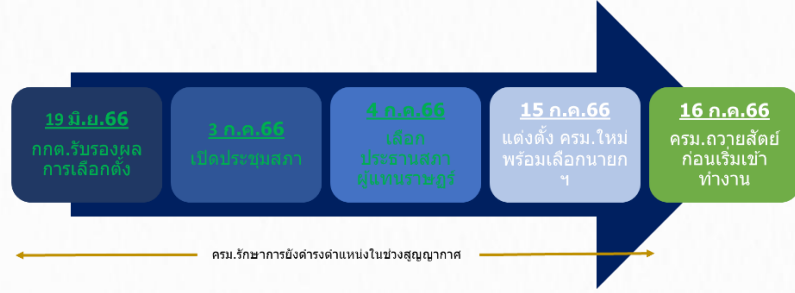 19 มิ.ย.66
กกต.รับรองผล
การเลือกตั้ง
3 ก.ค.66
เปิดประชุมสภา
4 ก.ค.66
เลือก
ประธานสภา
ผู้แทนราษฎร์
15 ก.ค.66
แต่งตั้ง ครม.ใหม่
พร้อมเลือกนายก
ฯ
16 ก.ค.66
ครม.ถวายสัตย์
ก่อนเริ่มเข้า
ทำงาน
ครม.รักษาการยังดำรงตำแหน่งในช่วงสูญญากาศ